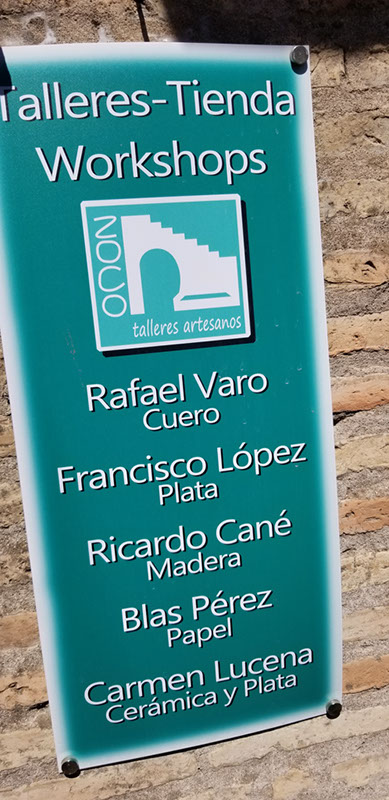 Talleres-Tienda
Workshops
ZOCO
talleres artesanos
Rafael Varo
Cuero
Francisco López
Plata
Ricardo Cané
Madera
Blas Pérez
Papel
Carmen Lucena
Cerámica y Plata